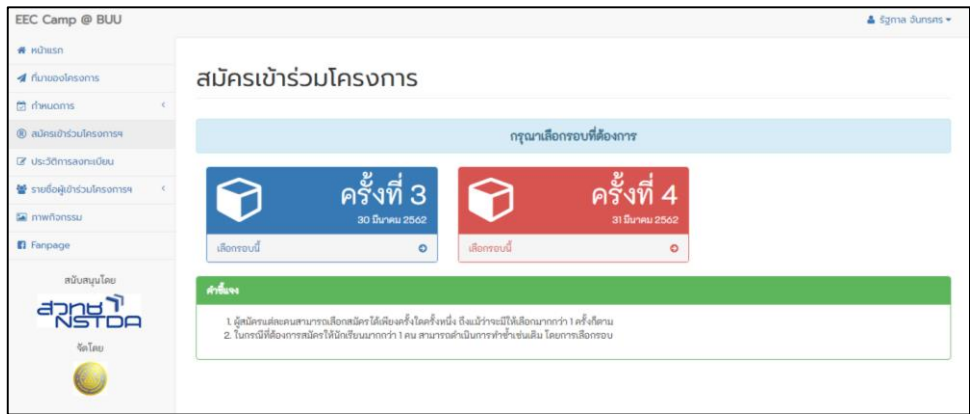 EEC Camp @ BUU
รัฐกาล จันทรศร
หน้าแรก
ที่มาของโครงการ
กำหนดการ
สมัครเข้าร่วมโครงการฯ
ประวัติการลงทะเบียน
รายชื่อผู้เข้าร่วมโครงการฯ
ภาพกิจกรรม
Fanpage
สนับสนุนโดย
สวทช
NSTDA
จัดโดย
สมัครเข้าร่วมโครงการ
กรุณาเลือกรอบที่ต้องการ
ครั้งที่ 3
30 มีนาคม 2562
เลือกรอบนี้
ครั้งที่ 4
31 มีนาคม 2562
เลือกรอบนี้
คำชี้แจง
1. ผู้สมัครแต่ละคนสามารถเลือกสมัครได้เพียงครั้งใดครั้งหนึ่ง ถึงแม้ว่าจะมีให้เลือกมากกว่า 1 ครั้งก็ตาม
2. ในกรณีที่ต้องการสมัครให้นักเรียนมากกว่า 1 คน สามารถดำเนินการทำซ้ำเช่นเดิม โดยการเลือกรอบ